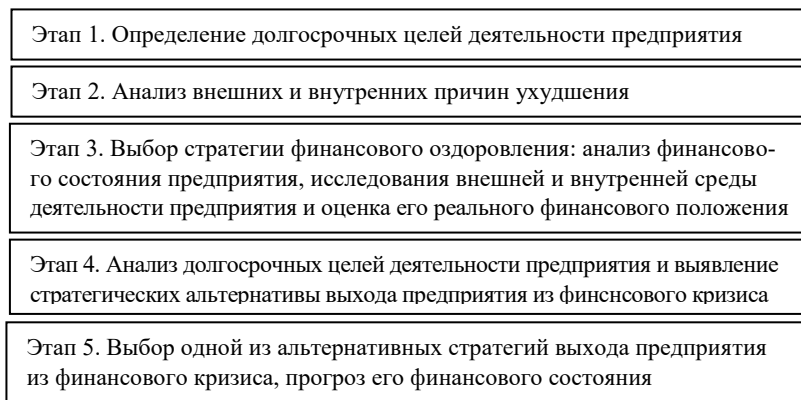 Этап 1. Определение долгосрочных целей деятельности предприятия
Этап 2. Анализ внешних и внутренних причин ухудшения
Этап 3. Выбор стратегии финансового оздоровления: анализ финансово-
го состояния предприятия, исследования внешней и внутренней среды
деятельности предприятия и оценка его реального финансового положения
Этап 4. Анализ долгосрочных целей деятельности предприятия и выявление
стратегических альтернативы выхода предприятия из финснсового кризиса
Этап 5. Выбор одной из альтернативных стратегий выхода предприятия
из финансового кризиса, прогроз его финансового состояния